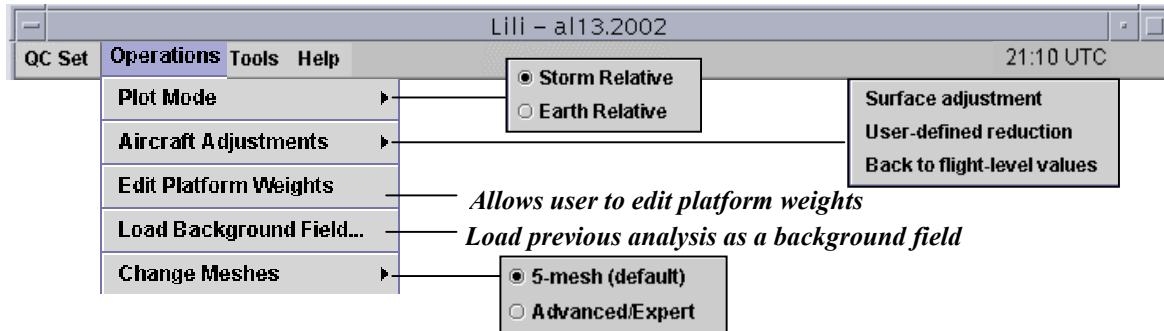 Lili – al13.2002
QC Set Operations Tools Help 21:10 UTC
Plot Mode
Storm Relative
Earth Relative
Aircraft Adjustments
Surface adjustment
User-defined reduction
Back to flight-level values
Edit Platform Weights
Allows user to edit platform weights
Load Background Field...
Load previous analysis as a background field
Change Meshes
5-mesh (default)
Advanced/Expert